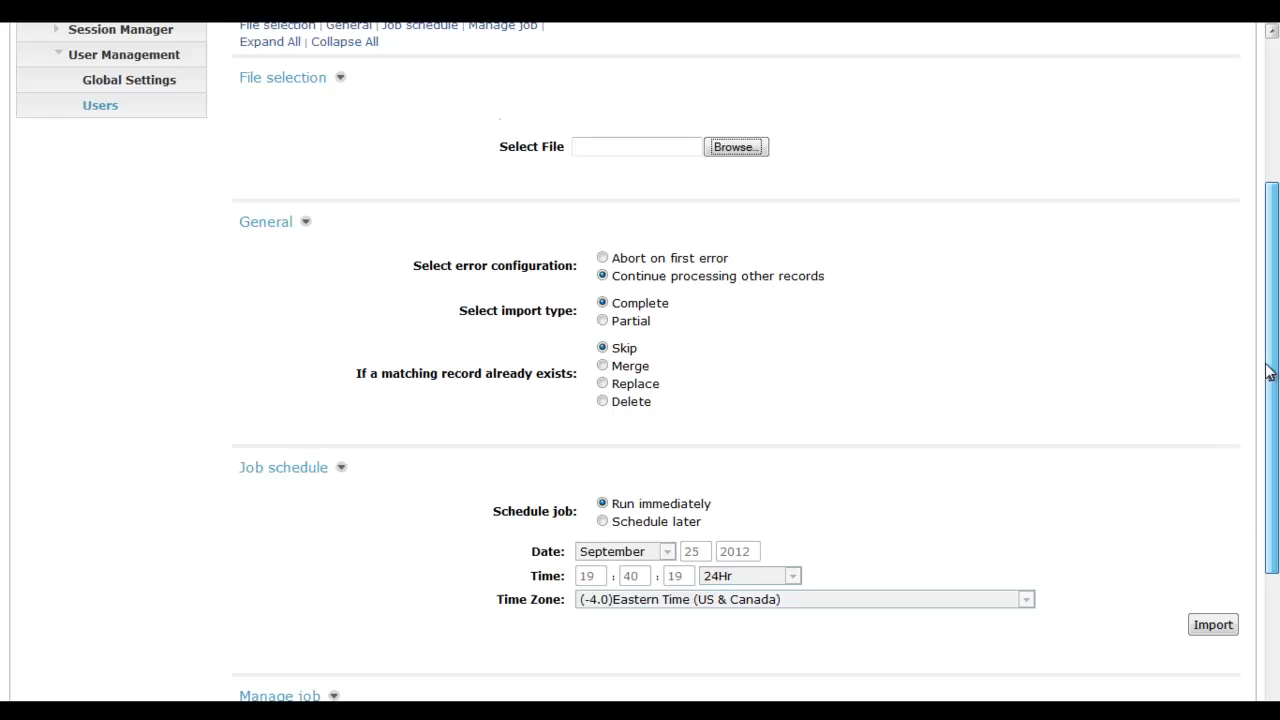 Session Manager
User Management
Global Settings
Users
File selection | General | Job schedule | Manage job |
Expand All | Collapse All
File selection
Select File Browse...
General
Select error configuration:
Abort on first error
Continue processing other records
Select import type:
Complete
Partial
If a matching record already exists:
Skip
Merge
Replace
Delete
Job schedule
Schedule job:
Run immediately
Schedule later
Date: September 25 2012
Time: 19 : 40 : 19 24Hr
Time Zone: (-4.0)Eastern Time (US & Canada)
Import
Manage job